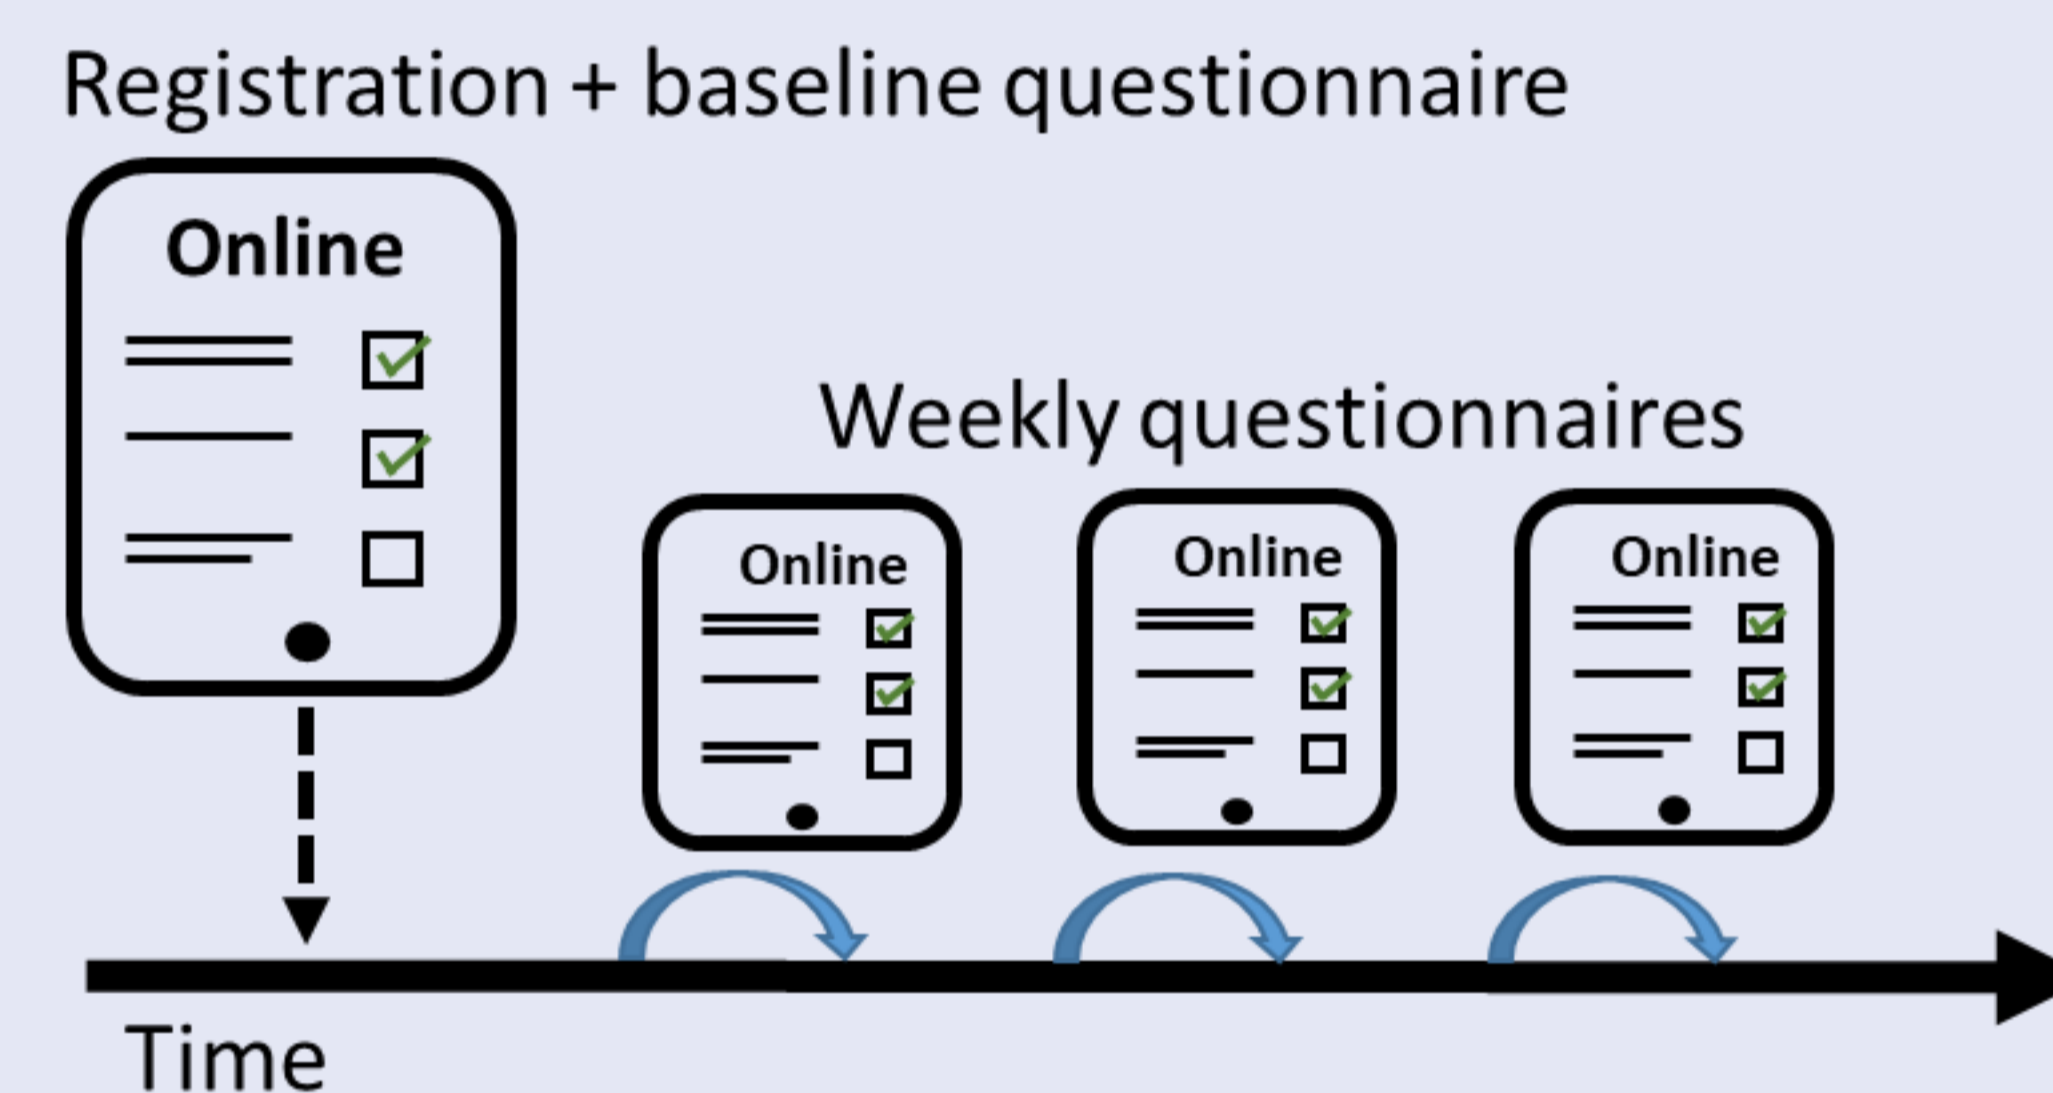 Registration + baseline questionnaire
Online
Weekly questionnaires
Online
Online
Online
Time